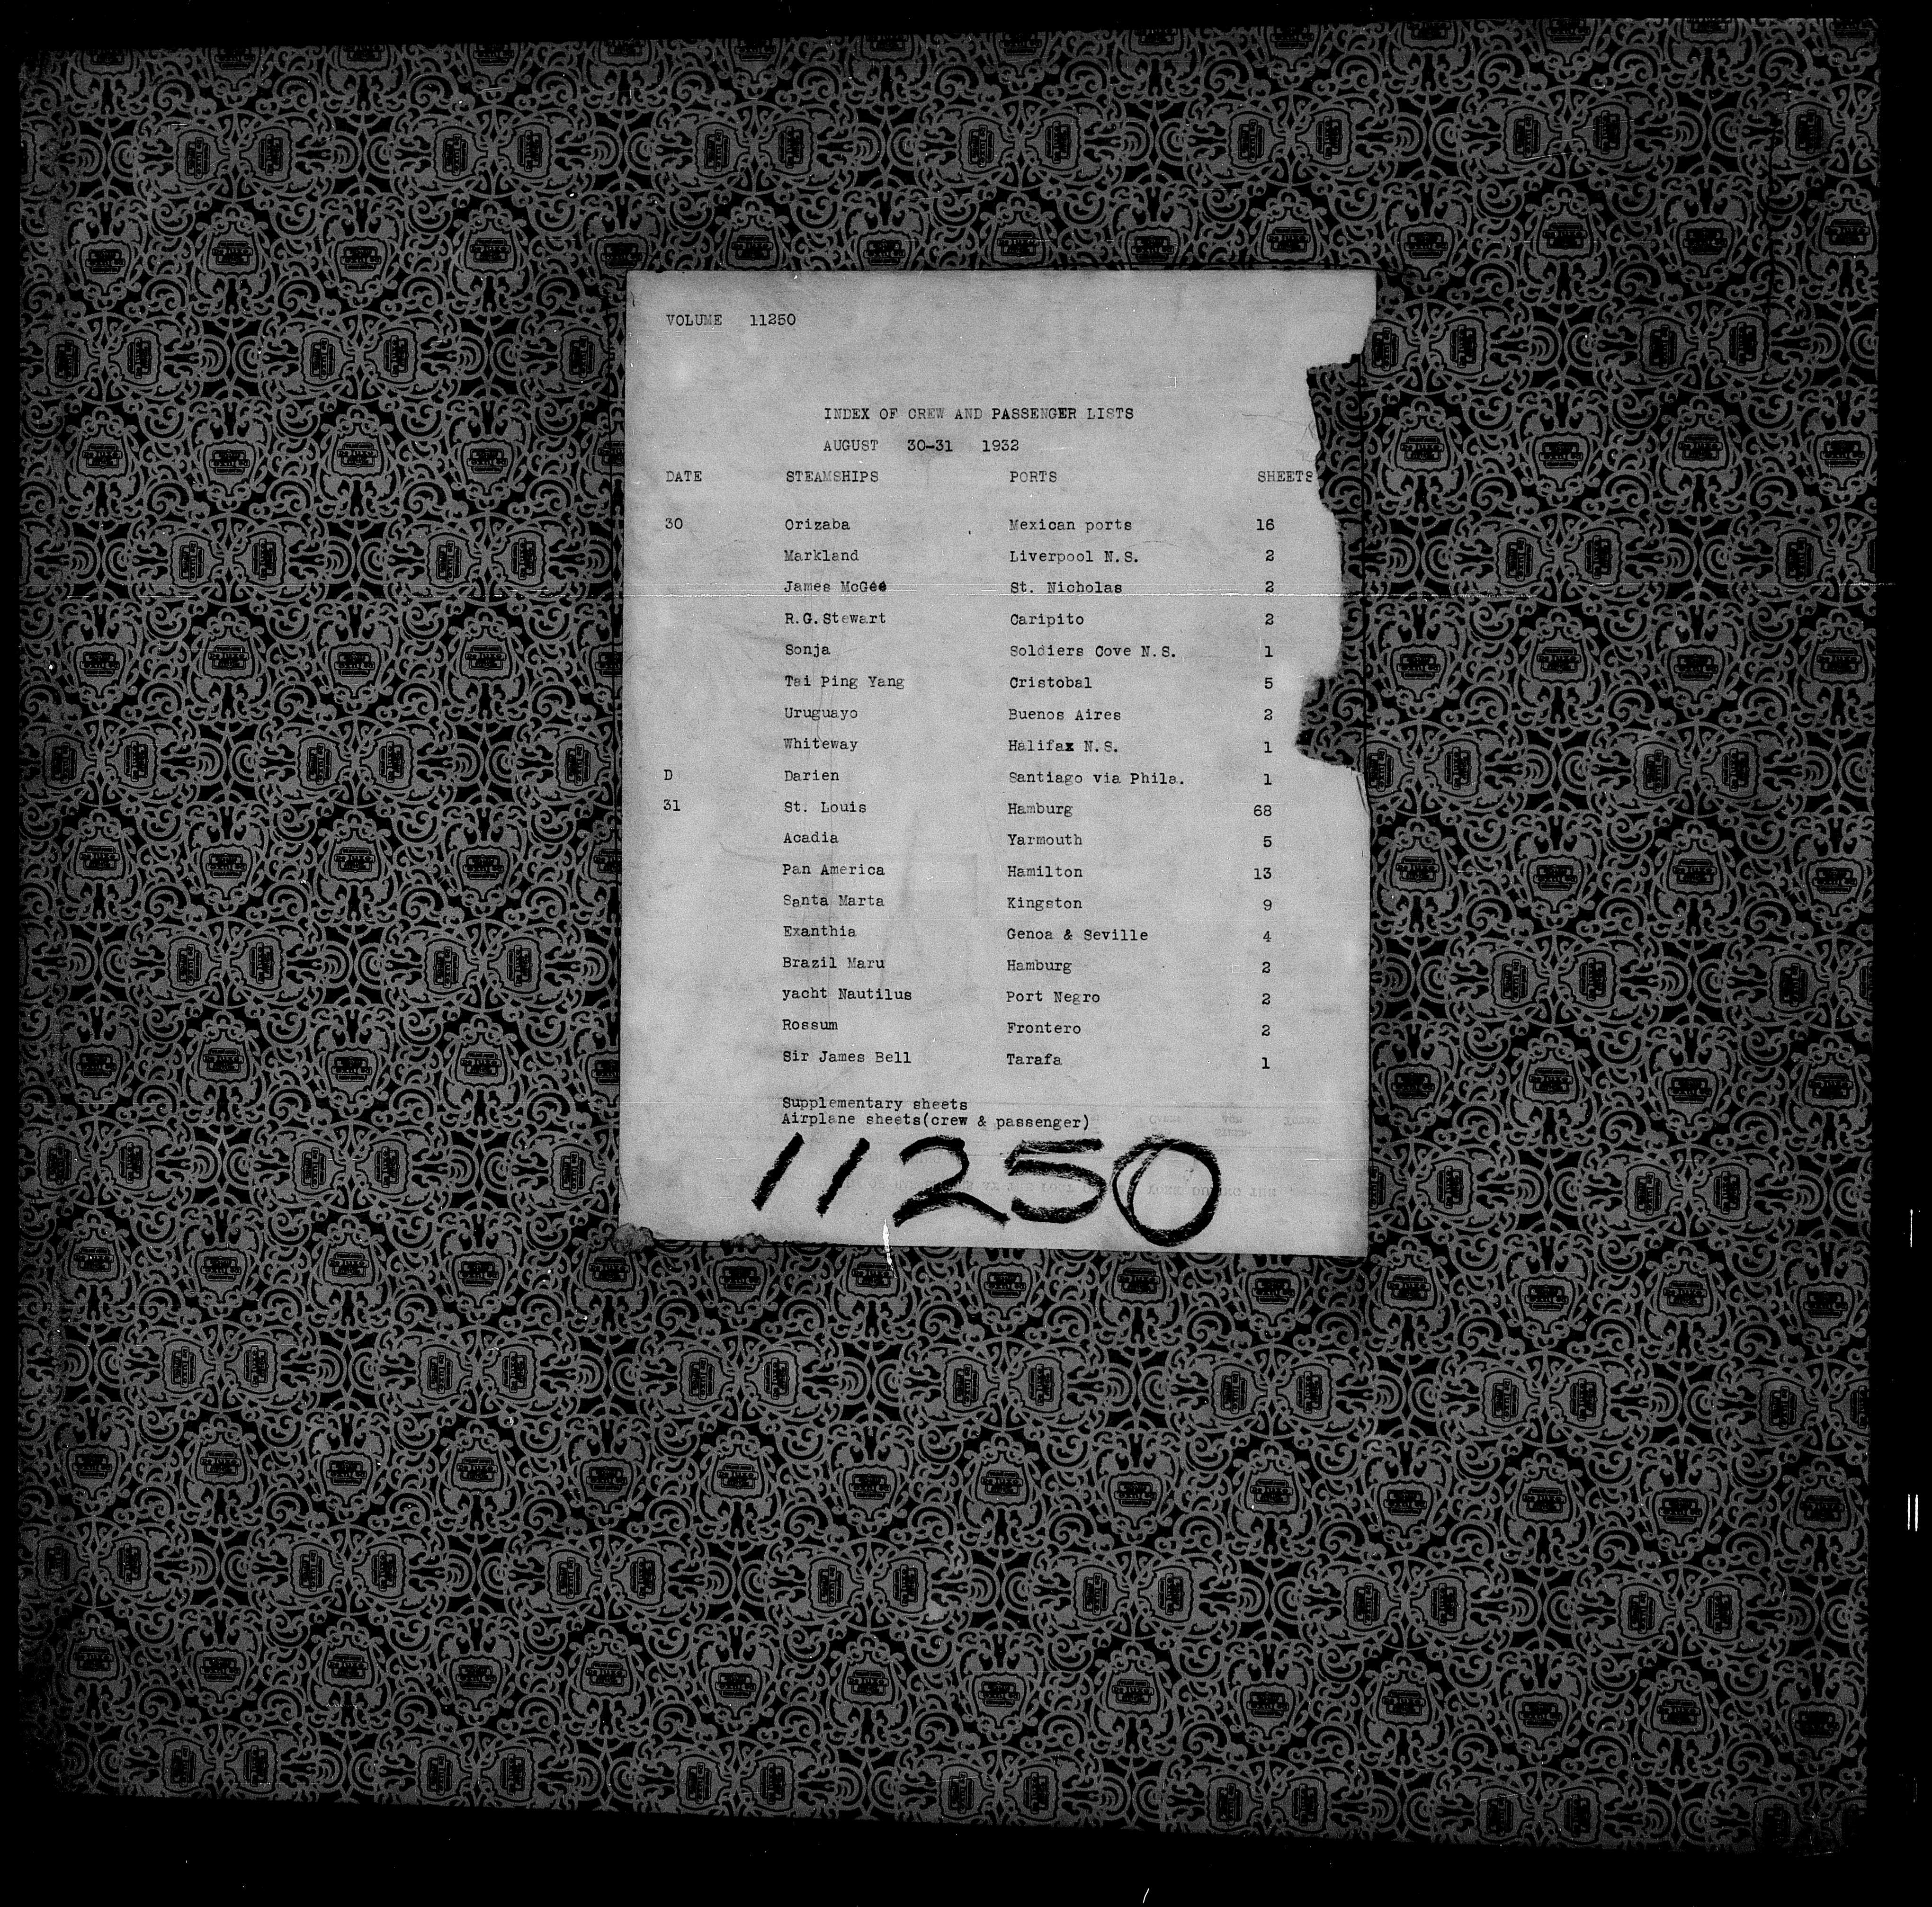 VOLUME 11250
INDEX OF CREW AND PASSENGER LISTS
AUGUST 30-31 1932
DATE STEAMSHIPS PORTS SHEETS
30 Orizaba Mexican ports 16
Markland Liverpool N.S. 2
James McGee St. Nicholas 2
R.G.Stewart Caripito 2
Sonja Soldiers Cove N.S. 1
Tai Ping Yang Cristobal 5
Uruguayo Buenos Aires 2
Whiteway Halifax N.S. 1
D Darien Santiago via Phila. 1
31 St. Louis Hamburg 68
Acadia Yarmouth 5
Pan America Hamilton 13
Santa Marta Kingston 9
Exanthia Genoa & Seville 4
Brazil Maru Hamburg 2
yacht Nautilus Port Negro 2
Rossum Frontero 2
Sir James Bell Tarafa 1
Supplementary sheets
Airplane sheets(crew & passenger)
11250